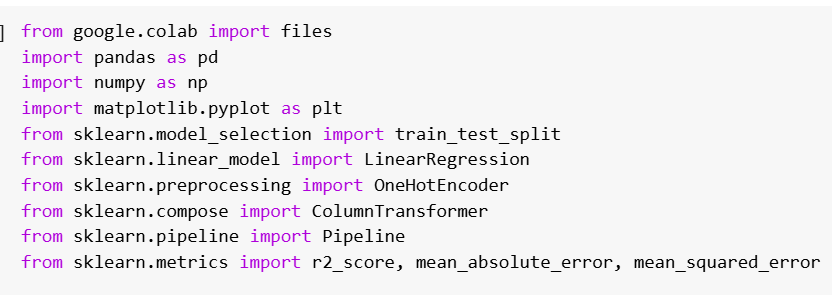 ] from google.colab import files
import pandas as pd
import numpy as np
import matplotlib.pyplot as plt
from sklearn.model_selection import train_test_split
from sklearn.linear_model import LinearRegression
from sklearn.preprocessing import OneHotEncoder
from sklearn.compose import ColumnTransformer
from sklearn.pipeline import Pipeline
from sklearn.metrics import r2_score, mean_absolute_error, mean_squared_error